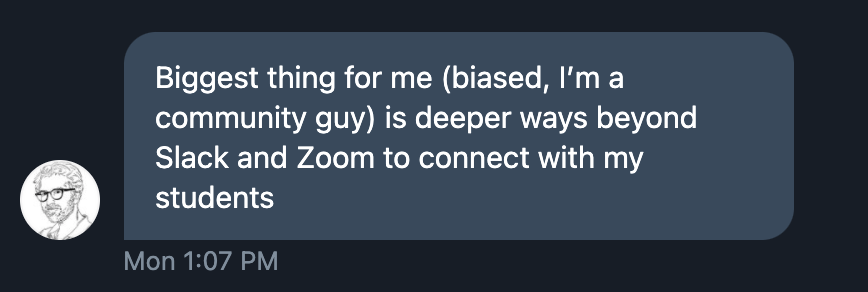 Biggest thing for me (biased, I’m a
community guy) is deeper ways beyond
Slack and Zoom to connect with my
students
Mon 1:07 PM